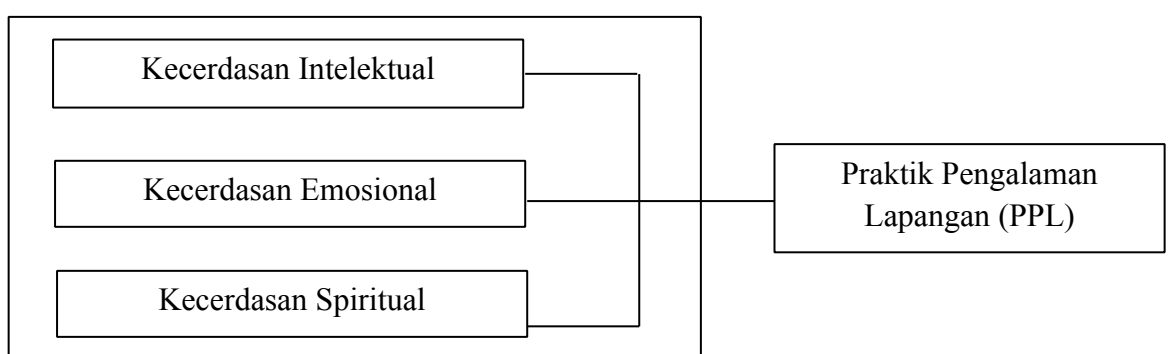 Kecerdasan Intelektual
Kecerdasan Emosional
Kecerdasan Spiritual
Praktik Pengalaman
Lapangan (PPL)